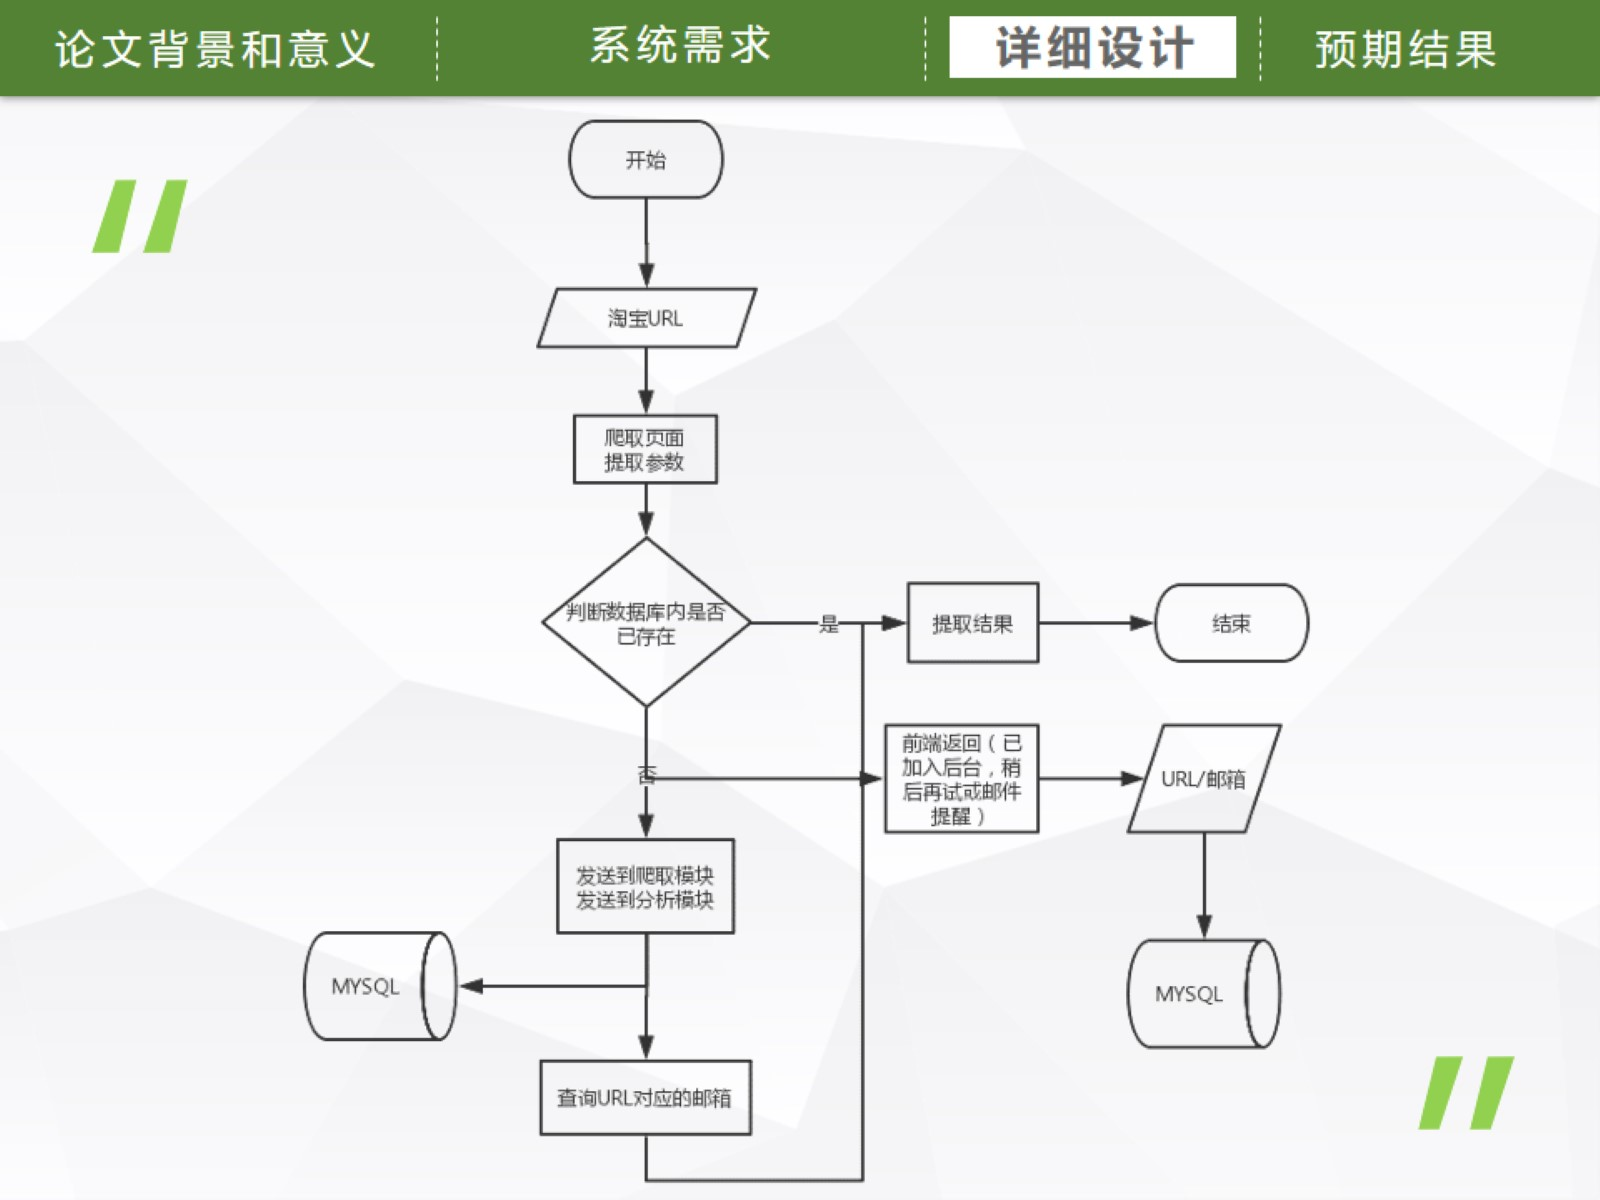 论文背景和意义
系统需求
详细设计
预期结果
开始
淘宝URL
爬取页面
提取参数
判断数据库内是否
已存在
是
提取结果
结束
否
前端返回（已
加入后台，稍
后再试或邮件
提醒）
URL/邮箱
发送到爬取模块
发送到分析模块
MYSQL
MYSQL
查询URL对应的邮箱